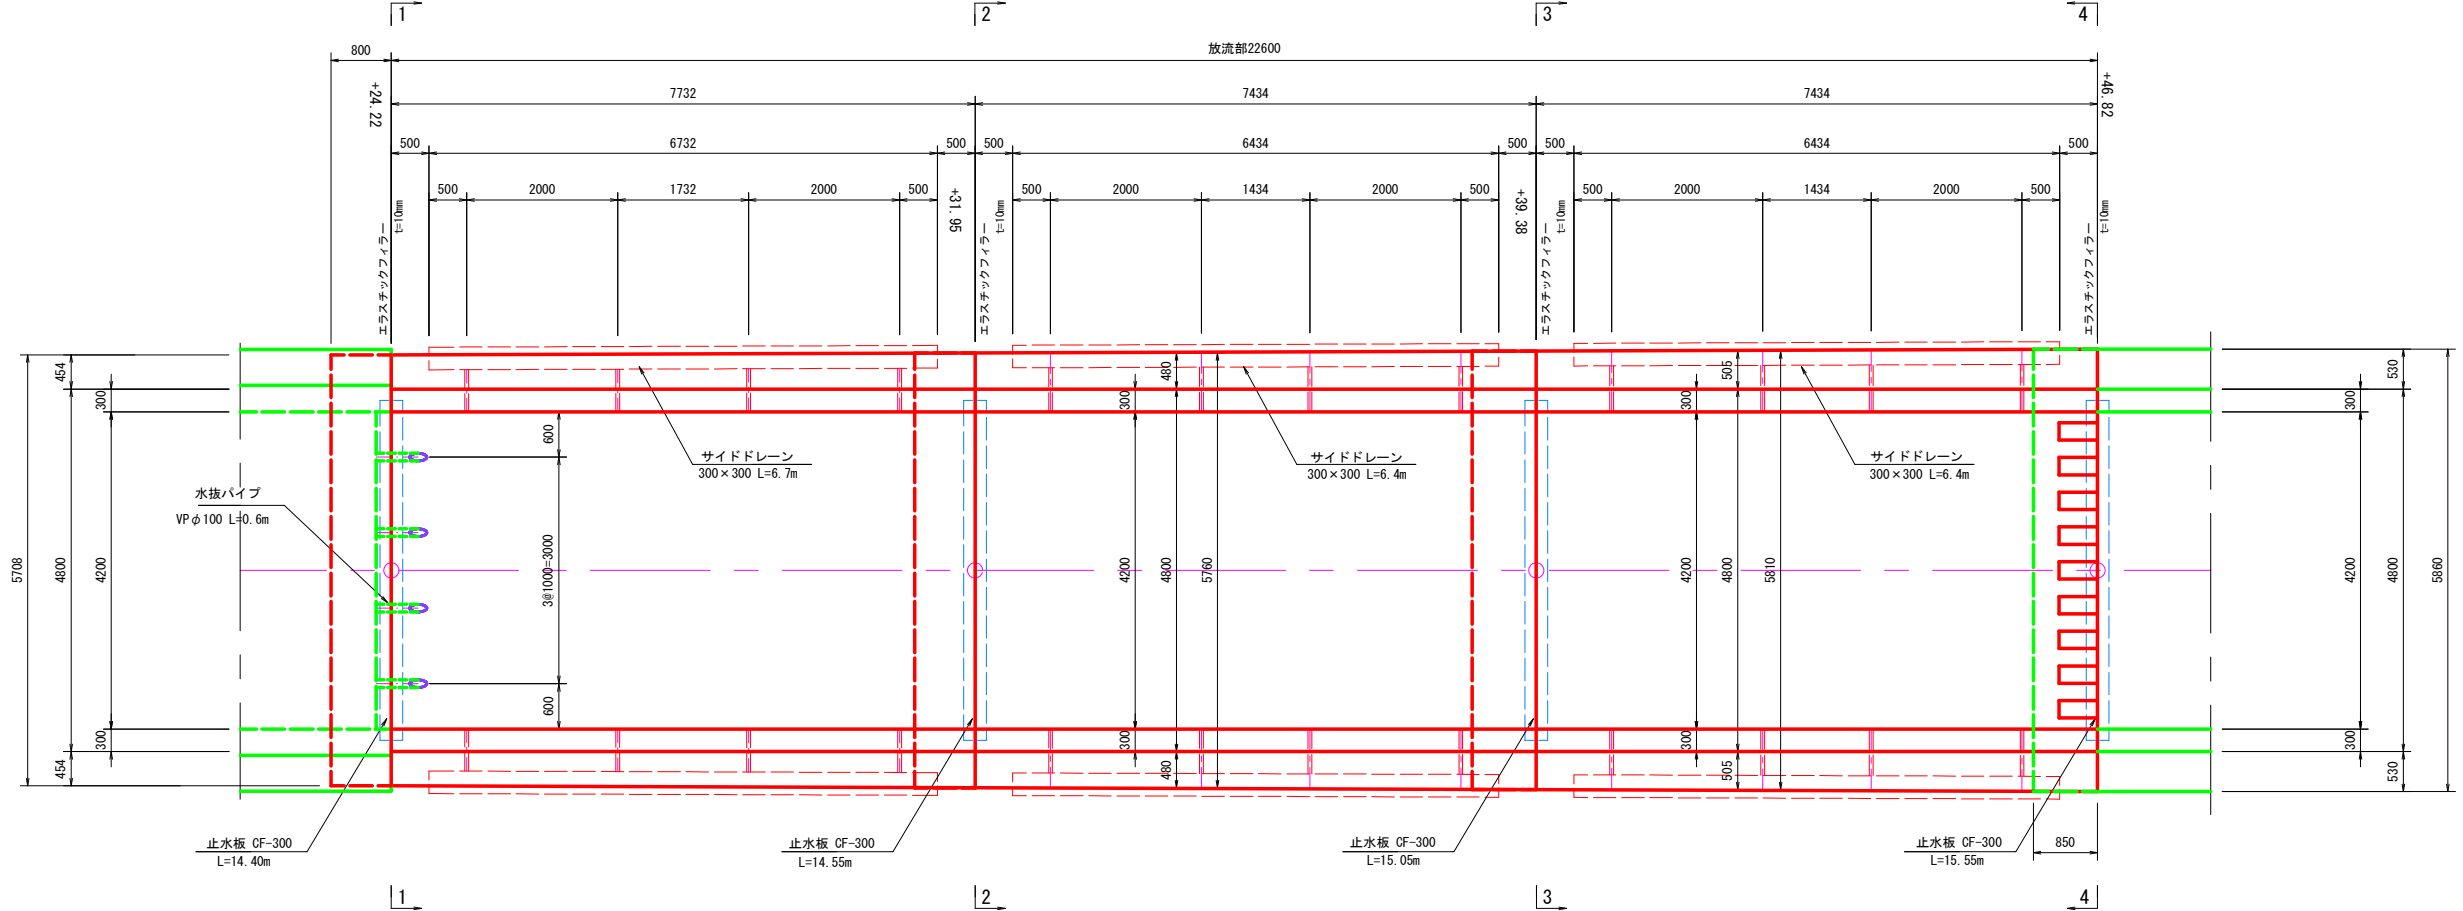 1
2
3
4
800
放流部22600
+24.22
7732
7434
7434
+46.82
500
6732
500
500
6434
500
500
6434
500
500
2000
1732
2000
500
+31.95
500
2000
1434
2000
500
+39.38
500
2000
1434
2000
500
エラスチックフィラー
t=10mm
エラスチックフィラー
t=10mm
エラスチックフィラー
t=10mm
エラスチックフィラー
t=10mm
454
300
480
300
505
300
530
300
600
サイドドレーン
300×300 L=6.7m
サイドドレーン
300×300 L=6.4m
サイドドレーン
300×300 L=6.4m
水抜パイプ
VPφ100 L=0.6m
5708
4800
4200
3@1000=3000
4200
4800
5760
4200
4800
5810
4200
4800
5860
600
300
454
300
480
300
505
300
530
止水板 CF-300
L=14.40m
止水板 CF-300
L=14.55m
止水板 CF-300
L=15.05m
止水板 CF-300
L=15.55m
850
1
2
3
4